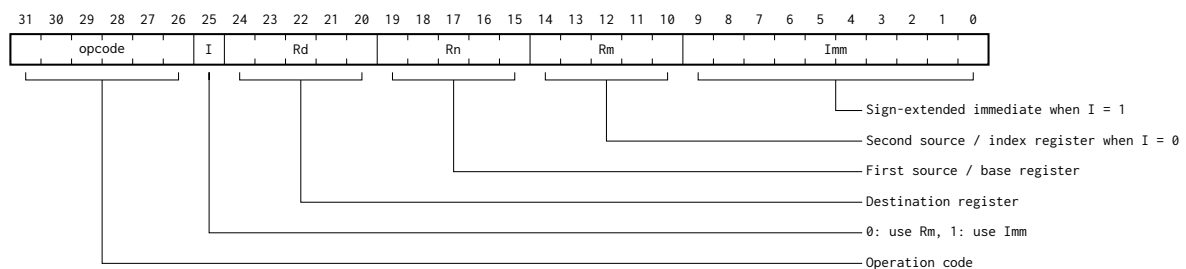 31 30 29 28 27 26 25 24 23 22 21 20 19 18 17 16 15 14 13 12 11 10 9 8 7 6 5 4 3 2 1 0
opcode I Rd Rn Rm Imm
Sign-extended immediate when I = 1
Second source / index register when I = 0
First source / base register
Destination register
0: use Rm, 1: use Imm
Operation code